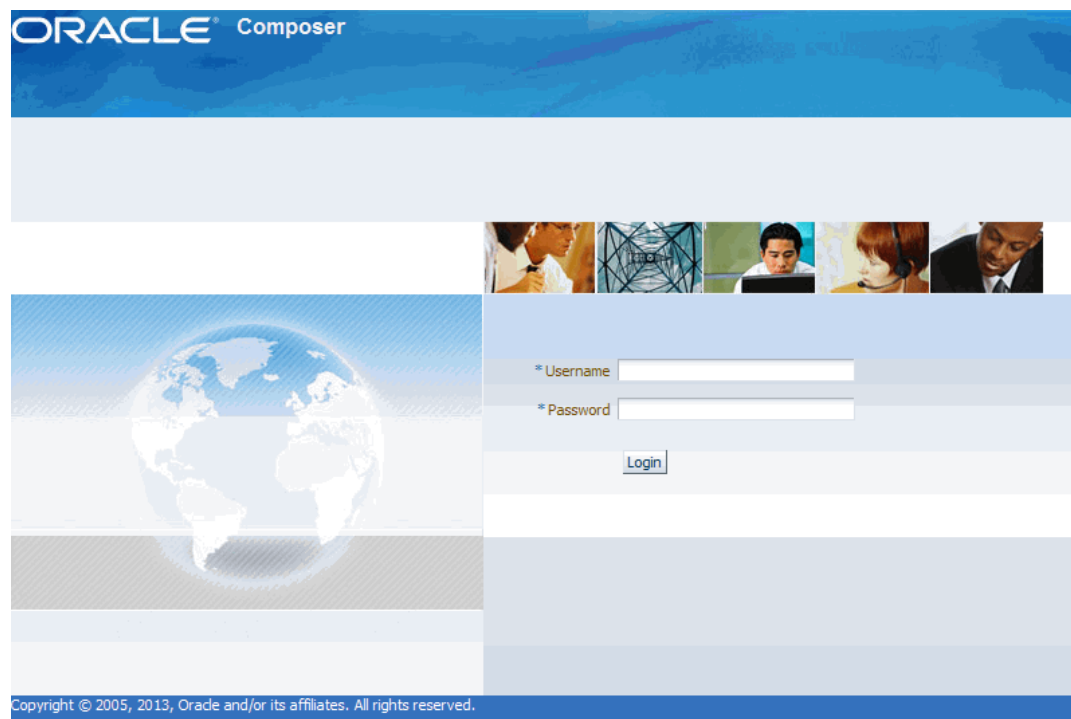 ORACLE® Composer
* Username
* Password
Login
Copyright © 2005, 2013, Oracle and/or its affiliates. All rights reserved.